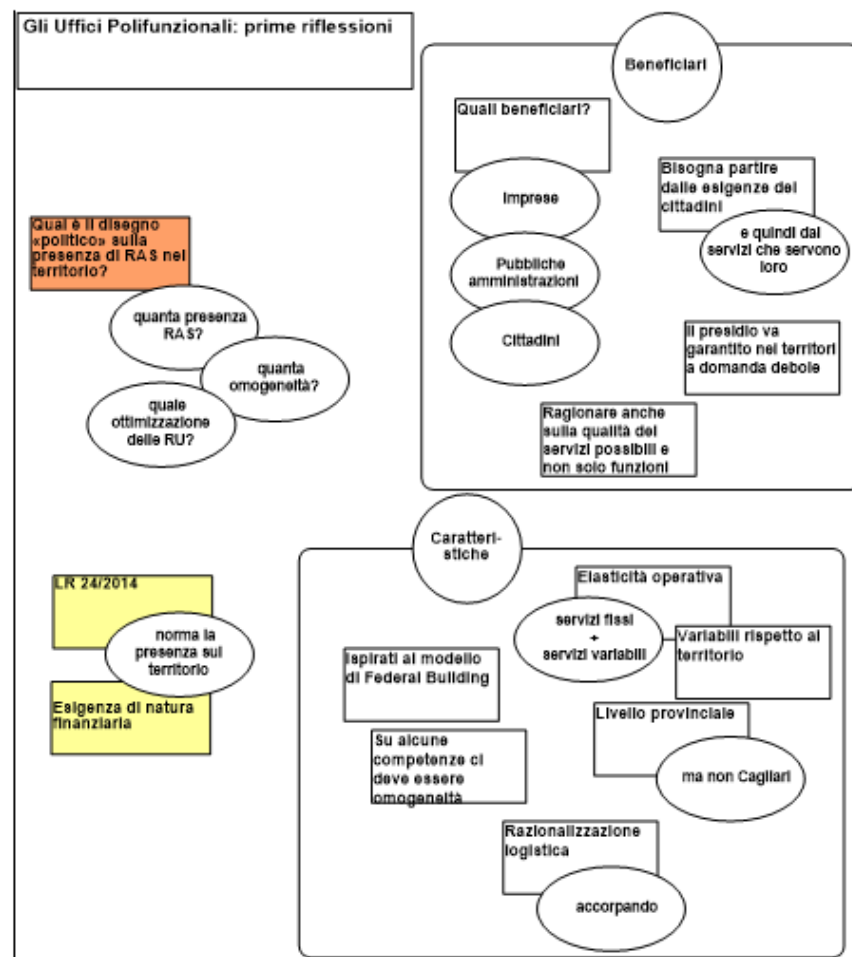 Gli Uffici Polifunzionali: prime riflessioni
Beneficiari
Quali beneficiari?
Imprese
Pubbliche
amministrazioni
Cittadini
Bisogna partire
dalle esigenze dei
cittadini
e quindi dai
servizi che servono
loro
Il presidio va
garantito nei territori
a domanda debole
Ragionare anche
sulla qualità dei
servizi possibili e
non solo funzioni
Qual è il disegno
«politico» sulla
presenza di RAS nel
territorio?
quanta presenza
RAS?
quanta
omogeneità?
quale
ottimizzazione
delle RU?
LR 24/2014
norma la
presenza sul
territorio
Esigenza di natura
finanziaria
Caratteri-
stiche
Elasticità operativa
servizi fissi
+
servizi variabili
Variabili rispetto al
territorio
Ispirati al modello
di Federal Building
Livello provinciale
ma non Cagliari
Su alcune
competenze ci
deve essere
omogeneità
Razionalizzazione
logistica
accorpando